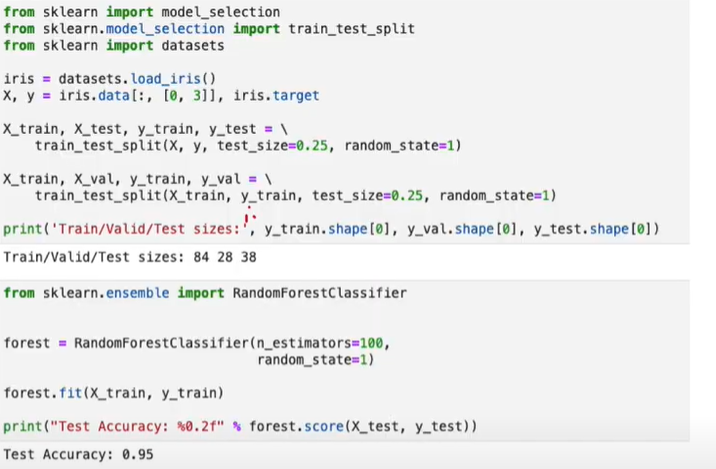 from sklearn import model_selection
from sklearn.model_selection import train_test_split
from sklearn import datasets
iris = datasets.load_iris()
X, y = iris.data[:, [0, 3]], iris.target
X_train, X_test, y_train, y_test = \
    train_test_split(X, y, test_size=0.25, random_state=1)
X_train, X_val, y_train, y_val = \
    train_test_split(X_train, y_train, test_size=0.25, random_state=1)
print('Train/Valid/Test sizes:', y_train.shape[0], y_val.shape[0], y_test.shape[0])
Train/Valid/Test sizes: 84 28 38
from sklearn.ensemble import RandomForestClassifier
forest = RandomForestClassifier(n_estimators=100,
                                random_state=1)
forest.fit(X_train, y_train)
print("Test Accuracy: %0.2f" % forest.score(X_test, y_test))
Test Accuracy: 0.95